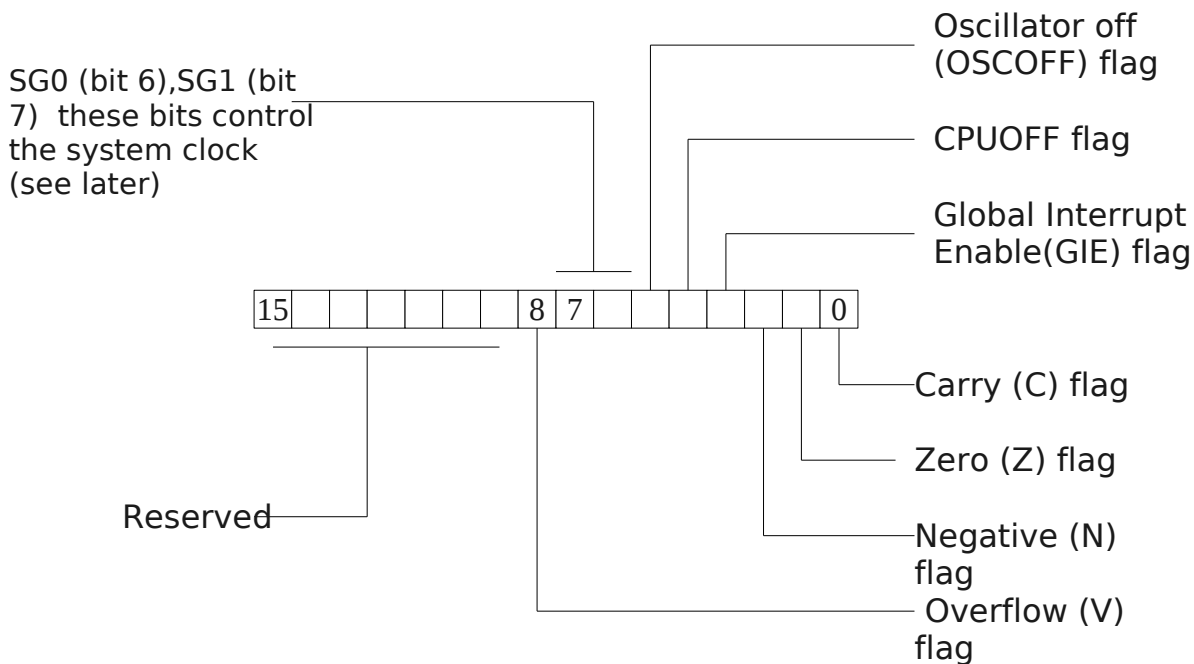 Oscillator off
(OSCOFF) flag
SG0 (bit 6),SG1 (bit
7)  these bits control
the system clock
(see later)
CPUOFF flag
Global Interrupt
Enable(GIE) flag
15 8 7 0
Carry (C) flag
Zero (Z) flag
Reserved
Negative (N)
flag
Overflow (V)
flag